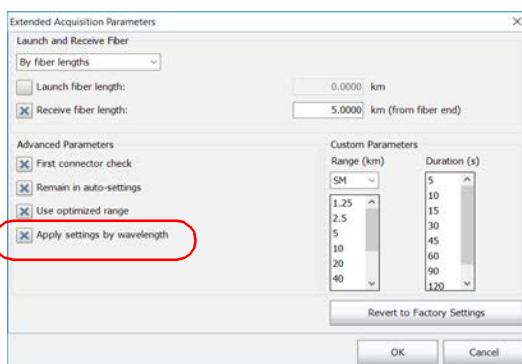 Extended Acquisition Parameters
Launch and Receive Fiber
By fiber lengths
Launch fiber length:
0.0000 km
Receive fiber length:
5.0000 km (from fiber end)
Advanced Parameters
First connector check
Remain in auto-settings
Use optimized range
Apply settings by wavelength
Custom Parameters
Range (km)
SM
1.25
2.5
5
10
20
40
Duration (s)
5
10
15
30
45
60
90
120
Revert to Factory Settings
OK
Cancel